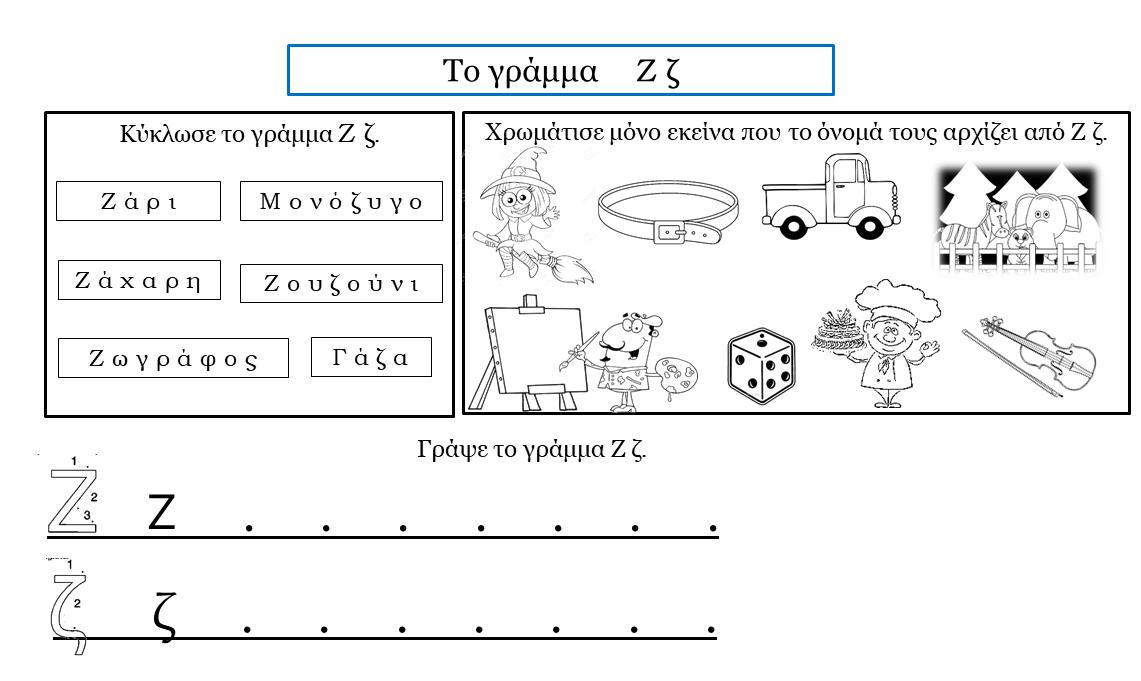 Το γράμμα Ζ ζ
Κύκλωσε το γράμμα Ζ ζ.
Ζ ά ρ ι
Μ ο ν ό ζ υ γ ο
Ζ ά χ α ρ η
Ζ ο υ ζ ο ύ ν ι
Ζ ω γ ρ ά φ ο ς
Γ ά ζ α
Χρωμάτισε μόνο εκείνα που το όνομά τους αρχίζει από Ζ ζ.
Γράψε το γράμμα Ζ ζ.
1
2
3
Ζ Ζ . . . . . . .
1
2
ζ ζ . . . . . . .